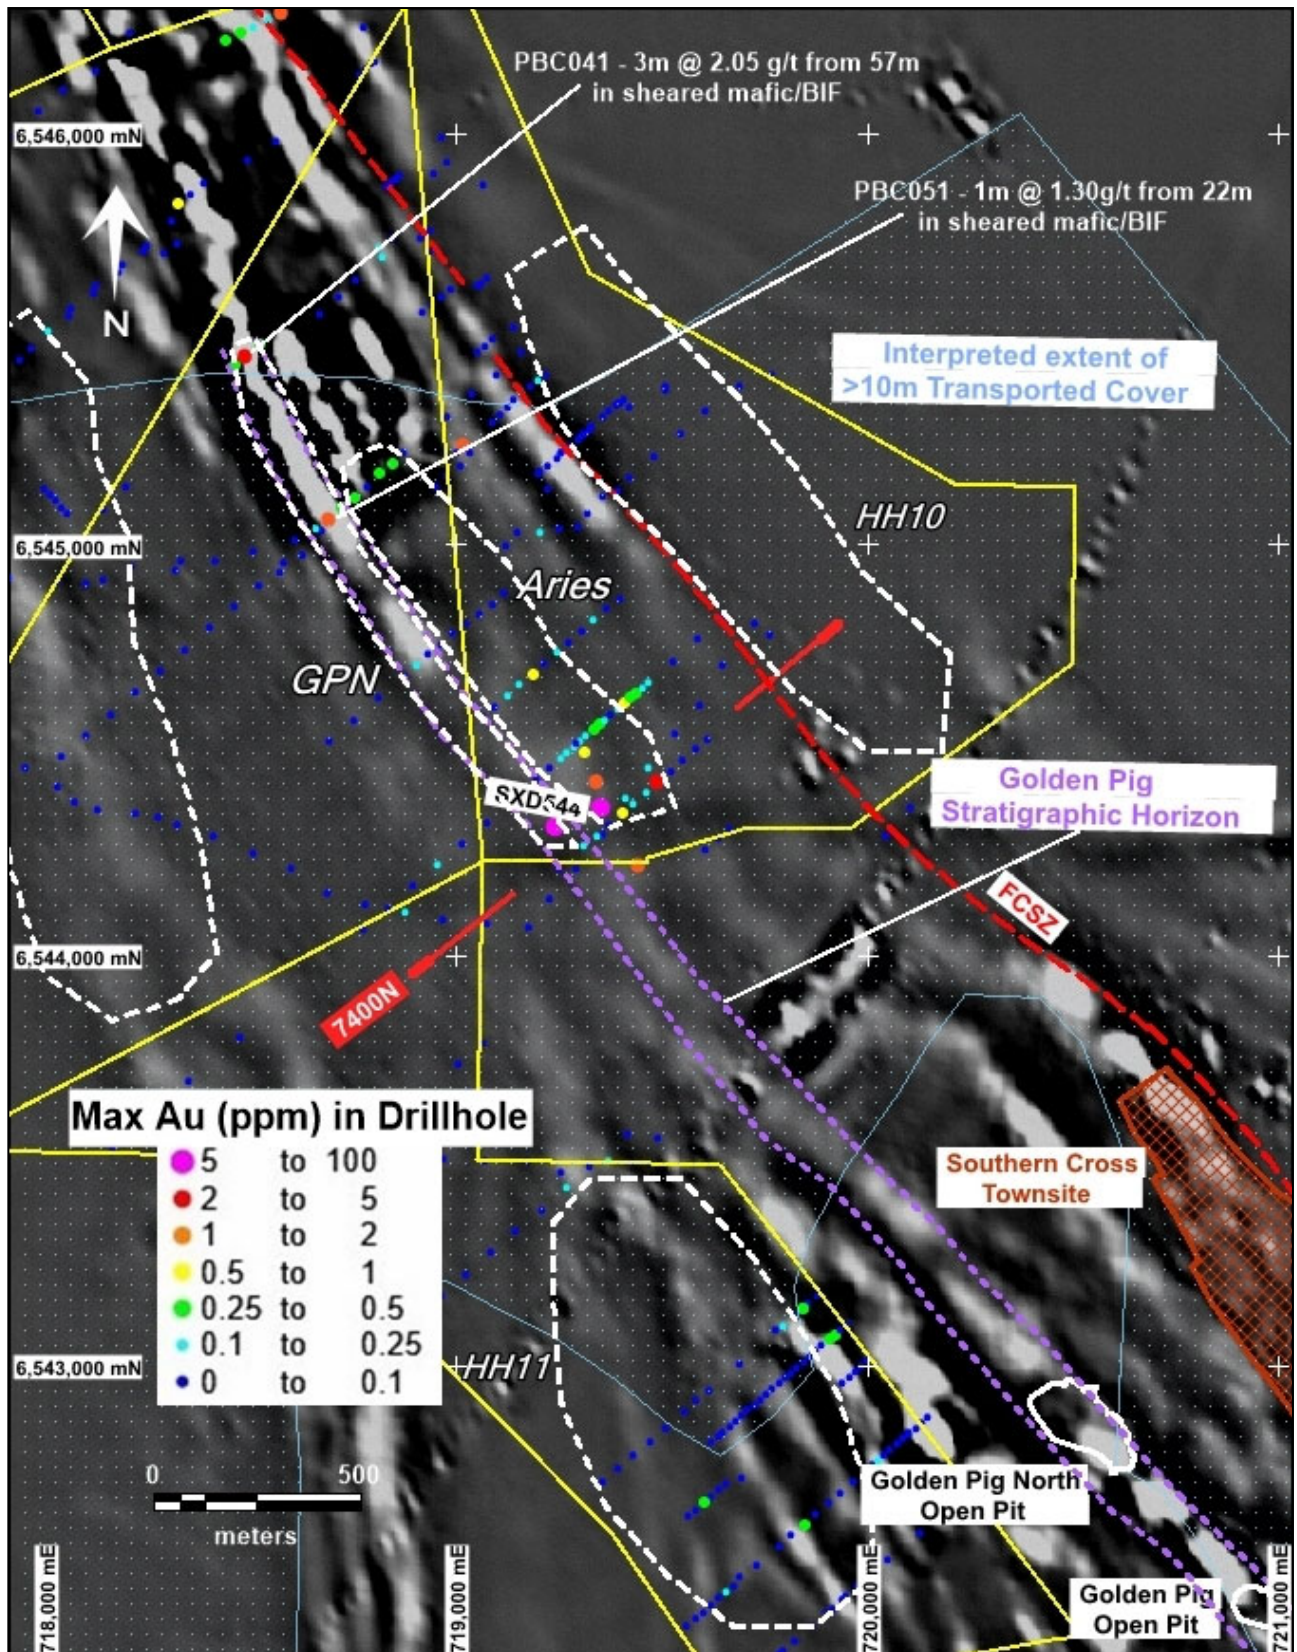 PBC041 - 3m @ 2.05 g/t from 57m
in sheared mafic/BIF
6,546,000 mN
PBC051 - 1m @ 1.30g/t from 22m
in sheared mafic/BIF
N
Interpreted extent of
>10m Transported Cover
HH10
6,545,000 mN
Aries
GPN
SXD544
Golden Pig
Stratigraphic Horizon
FCSZ
6,544,000 mN
7400N
Max Au (ppm) in Drillhole
5 to 100
2 to 5
1 to 2
0.5 to 1
0.25 to 0.5
0.1 to 0.25
0 to 0.1
Southern Cross
Townsite
6,543,000 mN
HH11
0 500
meters
Golden Pig North
Open Pit
Golden Pig
Open Pit
718,000 mE
719,000 mE
720,000 mE
721,000 mE